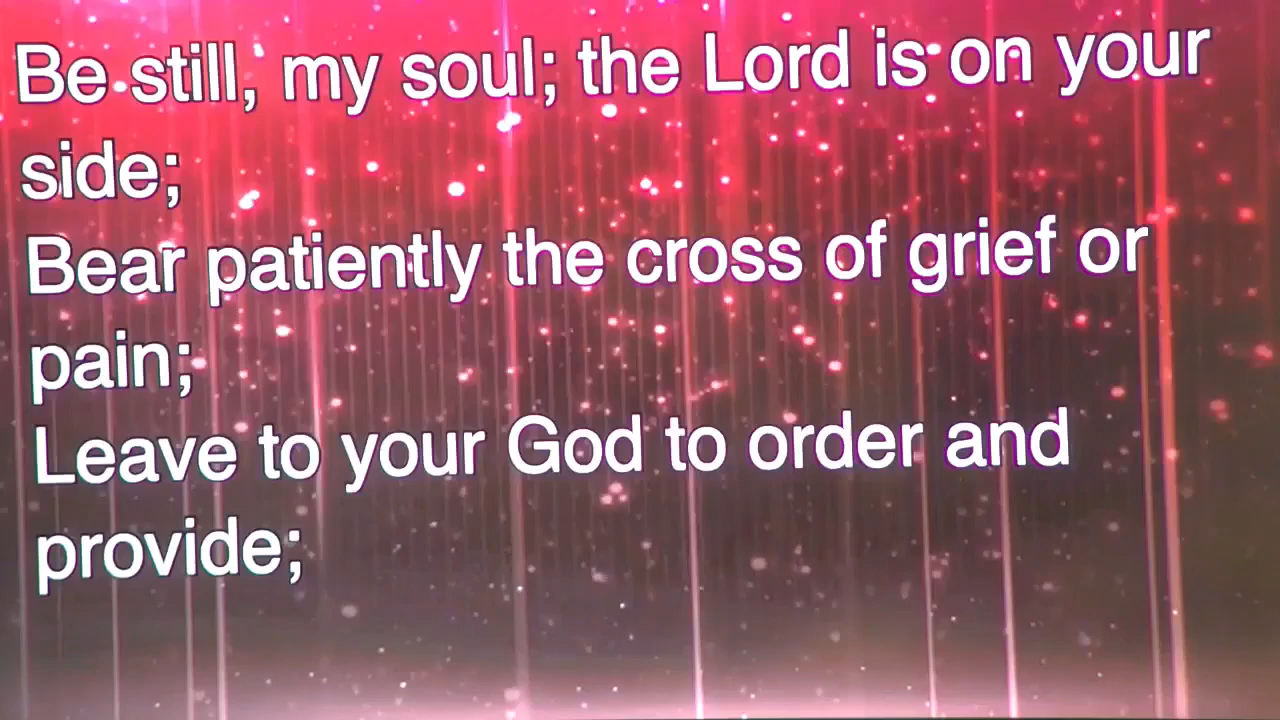 Be still, my soul; the Lord is on your
side;
Bear patiently the cross of grief or
pain;
Leave to your God to order and
provide;